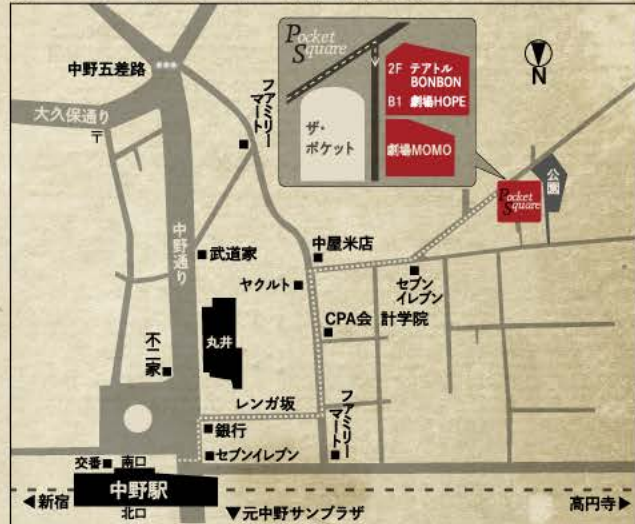 Pocket
Square
2F テアトル
BONBON
B1 劇場HOPE
ザ・
ポケット
劇場MOMO
N
中野五差路
大久保通り
〒
ファミリー
マート
Pocket
Square
公園
中野通り
武道家
中屋米店
セブン
イレブン
ヤクルト
CPA会 計学院
丸井
不二家
レンガ坂
ファミリー
マート
銀行
セブンイレブン
交番
南口
中野駅
北口
◀新宿
▼元中野サンプラザ
高円寺▶